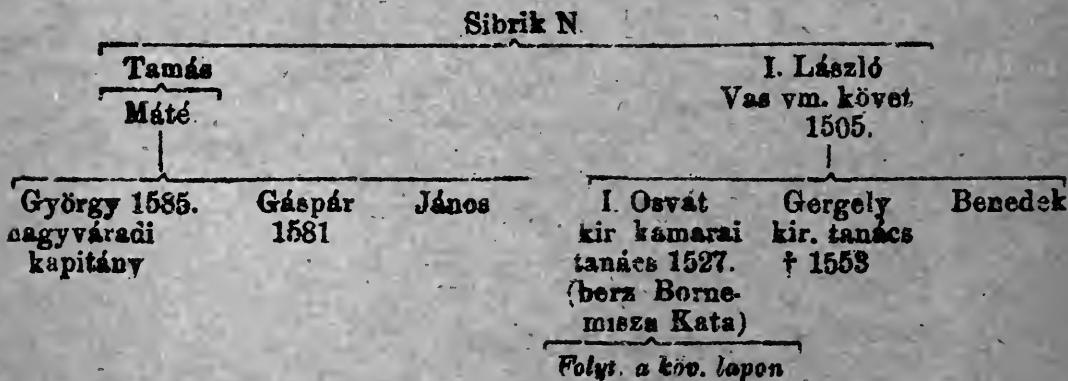 Sibrik N.
Tamás
Máté
I. László
Vas vm. követ
1505.
György 1585.
nagyváradi
kapitány
Gáspár
1581
János
I. Osvát
kir kamarai
tanács 1527.
(berz Borne-
misza Kata)
Gergely
kir. tanács
† 1553
Benedek
Folyt. a köv. lapon